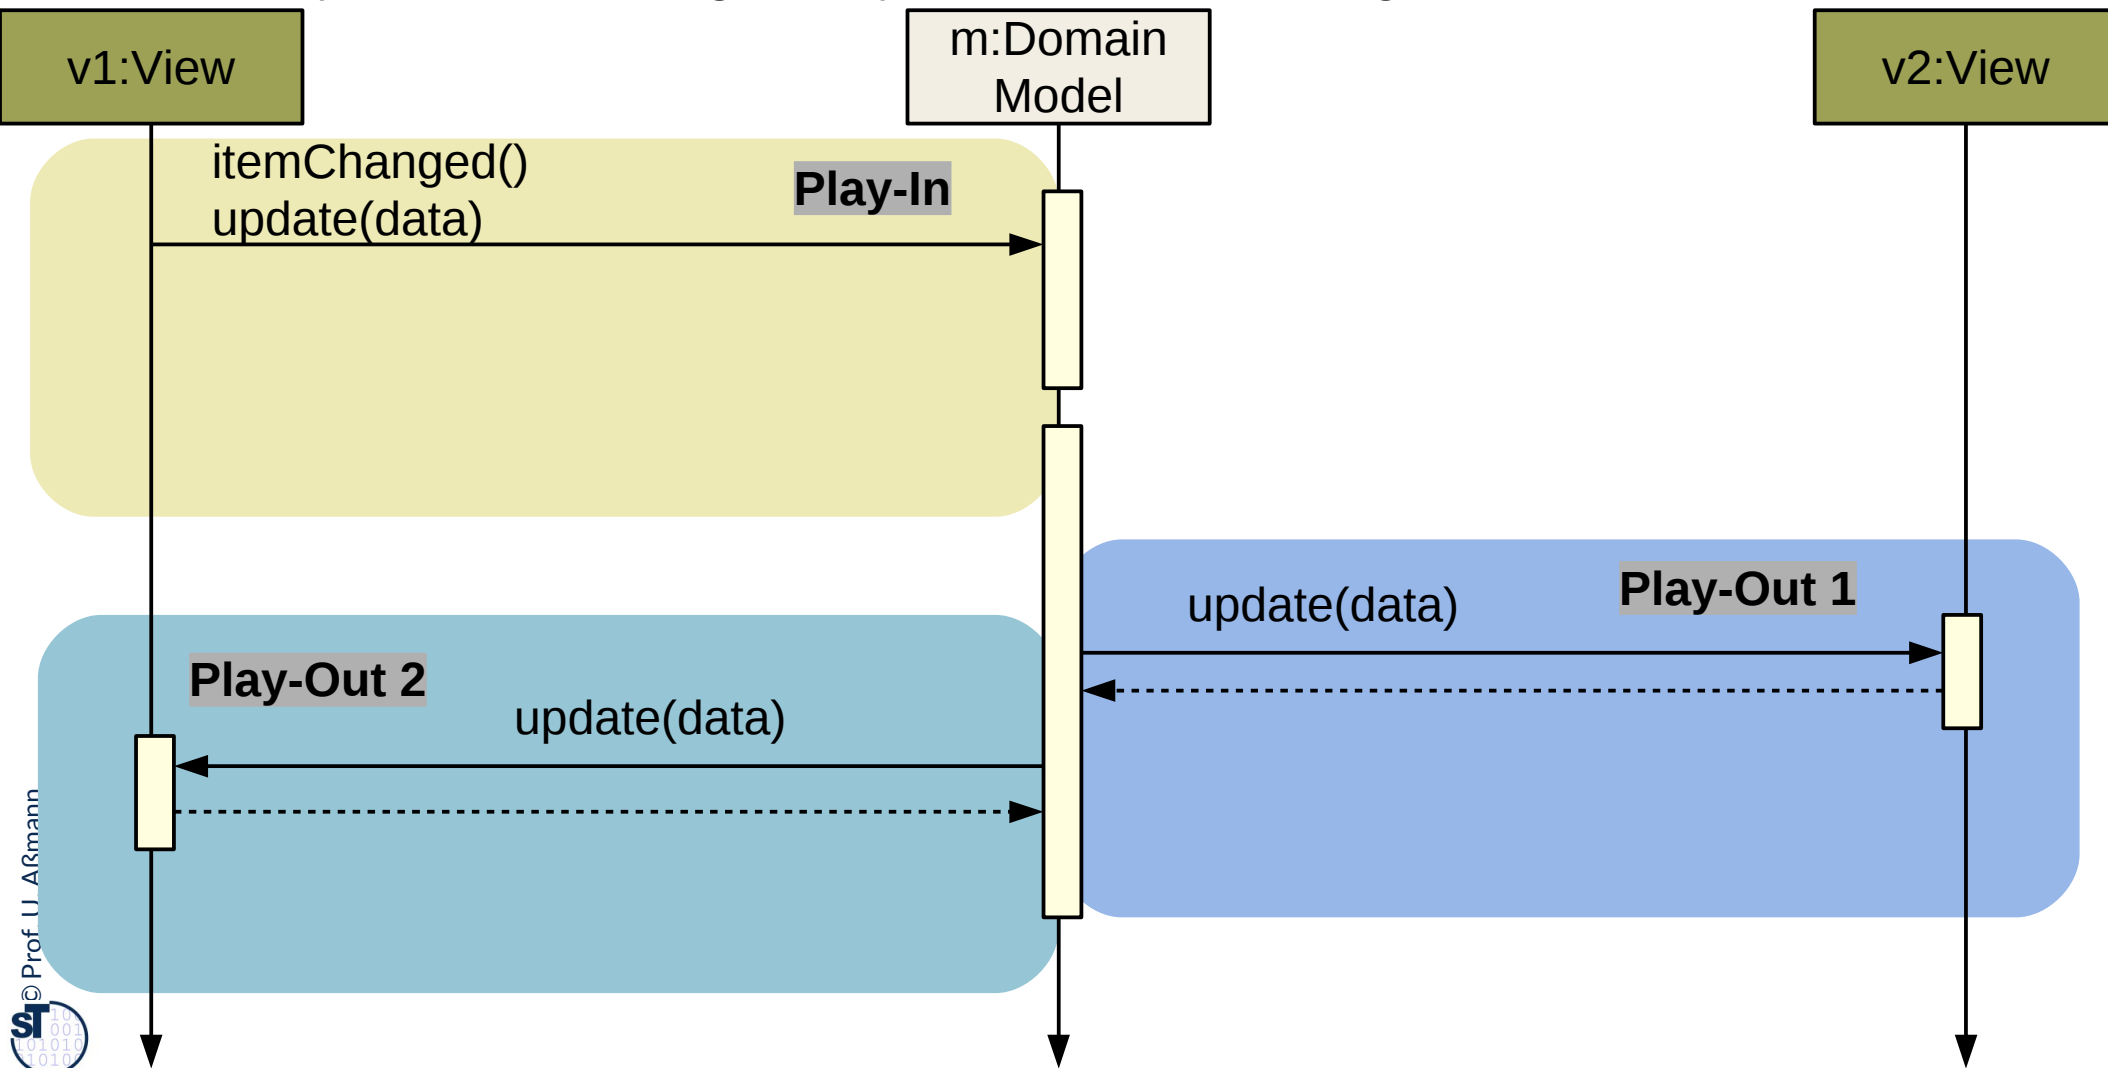 v1:View
m:Domain
Model
v2:View
itemChanged()
update(data)
Play-In
update(data)
Play-Out 1
Play-Out 2
update(data)
© Prof. U. Aßmann
ST